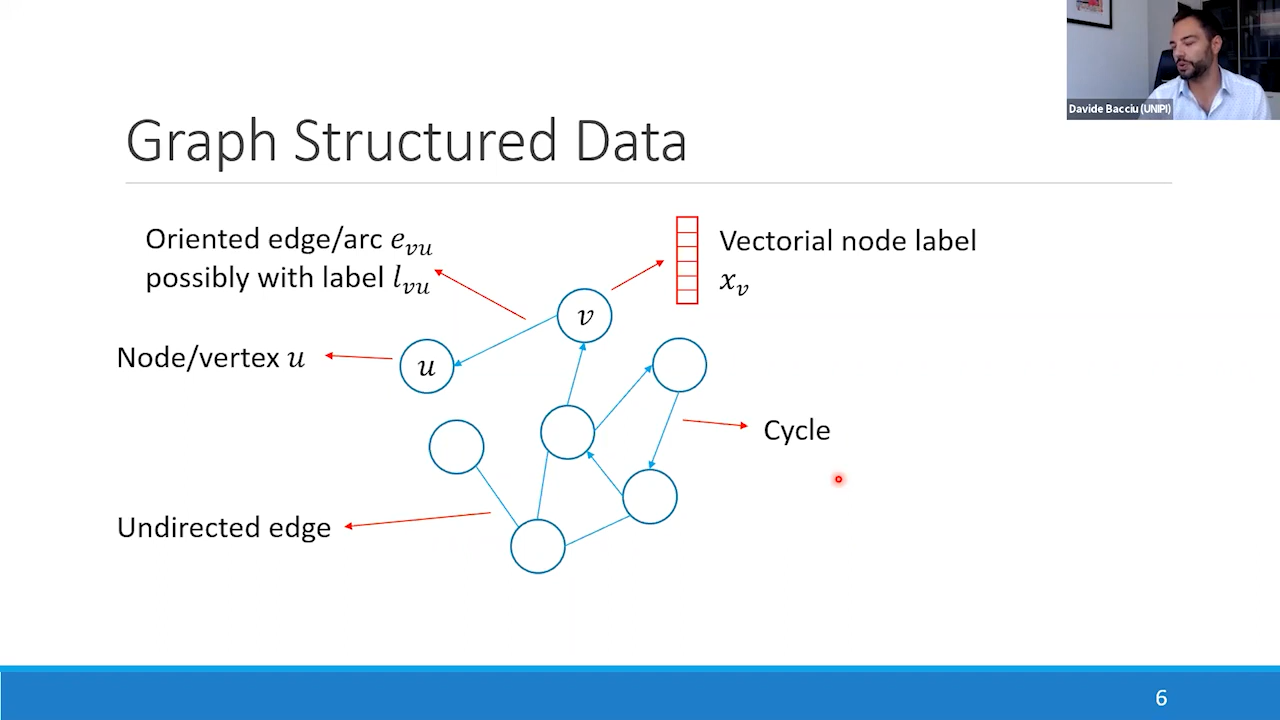 Davide Bacciu (UNIPI)
Graph Structured Data
Oriented edge/arc e_vu
possibly with label l_vu
Vectorial node label
x_v
v
Node/vertex u
u
Cycle
Undirected edge
6